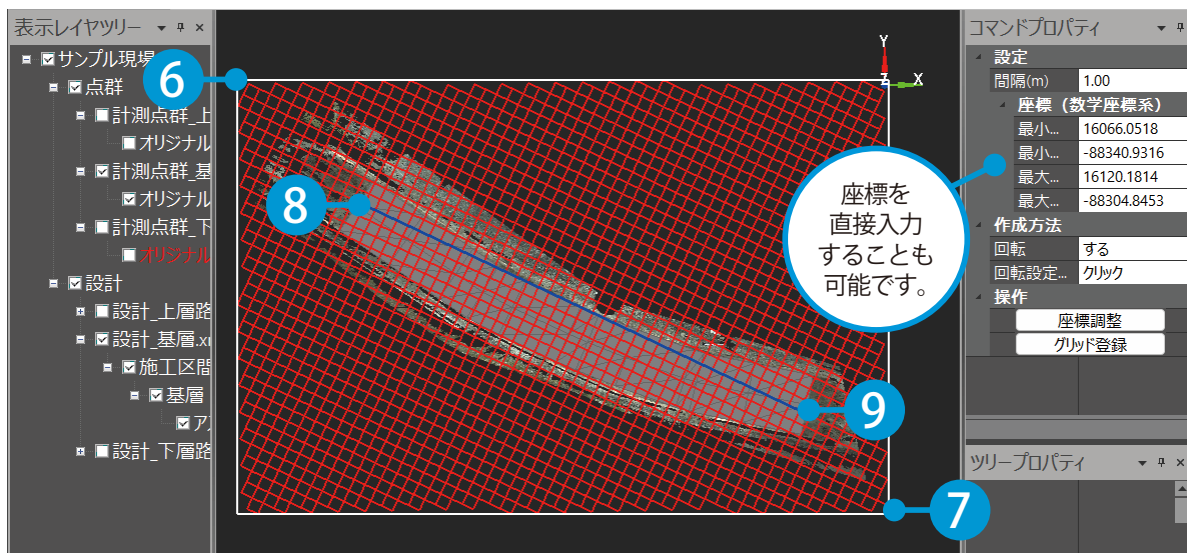 表示レイヤツリー
サンプル現場
点群
計測点群_上
オリジナル
計測点群_基
オリジナル
計測点群_下
オリジナル
設計
設計_上層路
設計_基層.xm
施工区間
基層
設計_下層路
6
8
9
7
Y
Z
X
座標を
直接入力
することも
可能です。
コマンドプロパティ
設定
間隔(m) 1.00
座標（数学座標系）
最小... 16066.0518
最小... -88340.9316
最大... 16120.1814
最大... -88304.8453
作成方法
回転 する
回転設定... クリック
操作
座標調整
グリッド登録
ツリープロパティ